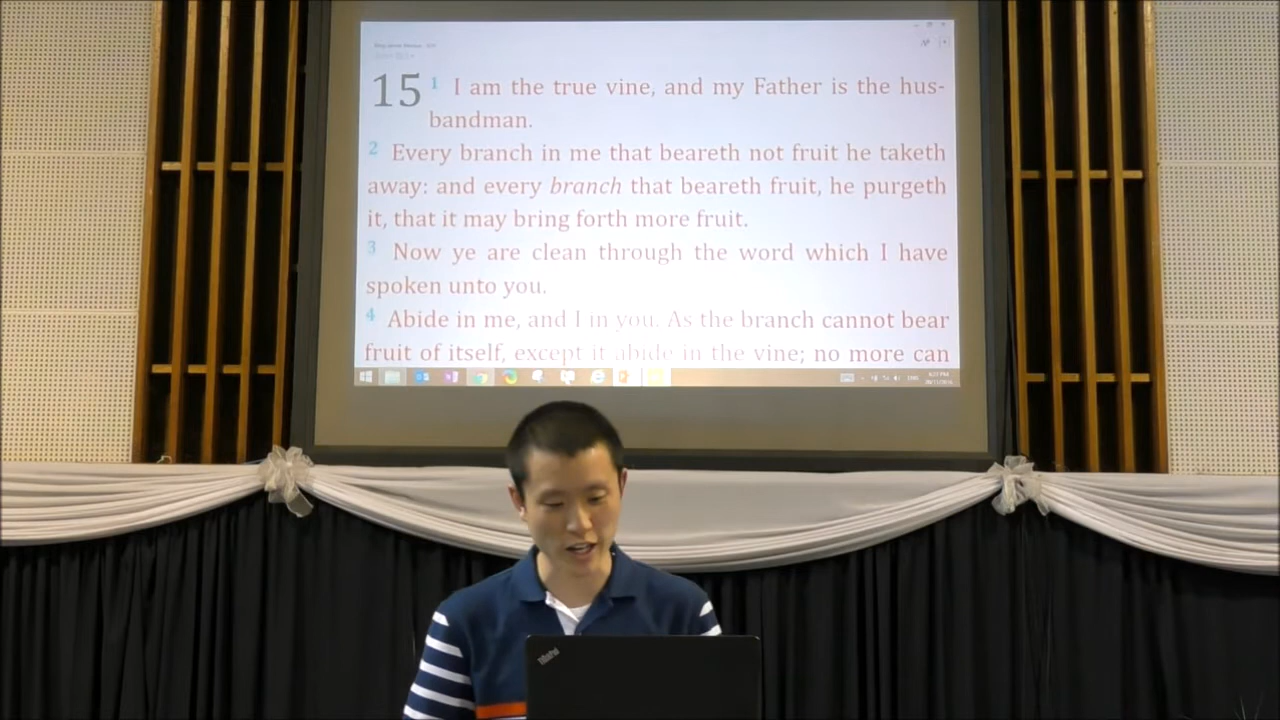 15 1 I am the true vine, and my Father is the hus-
bandman.
2 Every branch in me that beareth not fruit he taketh
away: and every branch that beareth fruit, he purgeth
it, that it may bring forth more fruit.
3 Now ye are clean through the word which I have
spoken unto you.
4 Abide in me, and I in you. As the branch cannot bear
fruit of itself, except it abide in the vine; no more can
ThinkPad